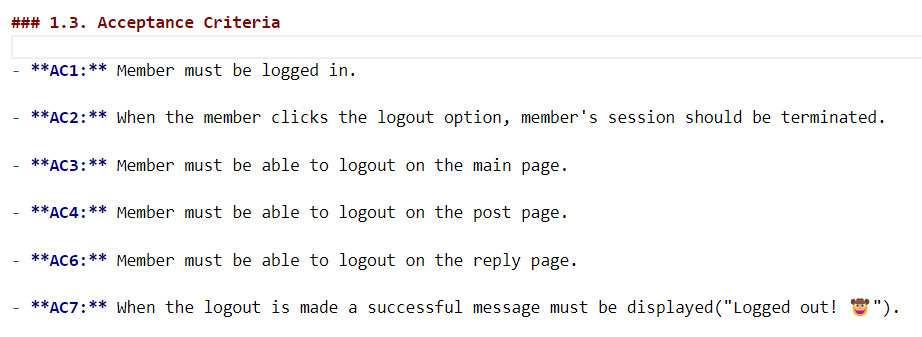 ### 1.3. Acceptance Criteria
- **AC1:** Member must be logged in.
- **AC2:** When the member clicks the logout option, member's session should be terminated.
- **AC3:** Member must be able to logout on the main page.
- **AC4:** Member must be able to logout on the post page.
- **AC6:** Member must be able to logout on the reply page.
- **AC7:** When the logout is made a successful message must be displayed("Logged out! 🤠").